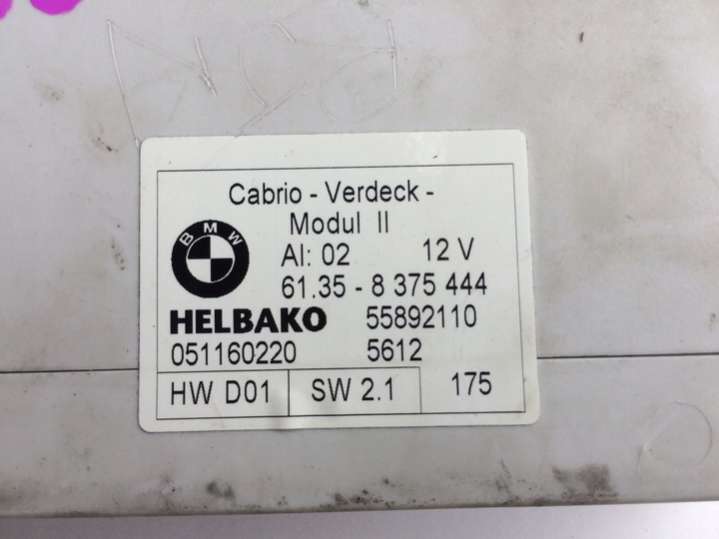 Cabrio - Verdeck -
Modul II
BMW
AI: 02 12 V
61.35 - 8 375 444
HELBAKO 55892110
051160220 5612
HW D01 SW 2.1 175